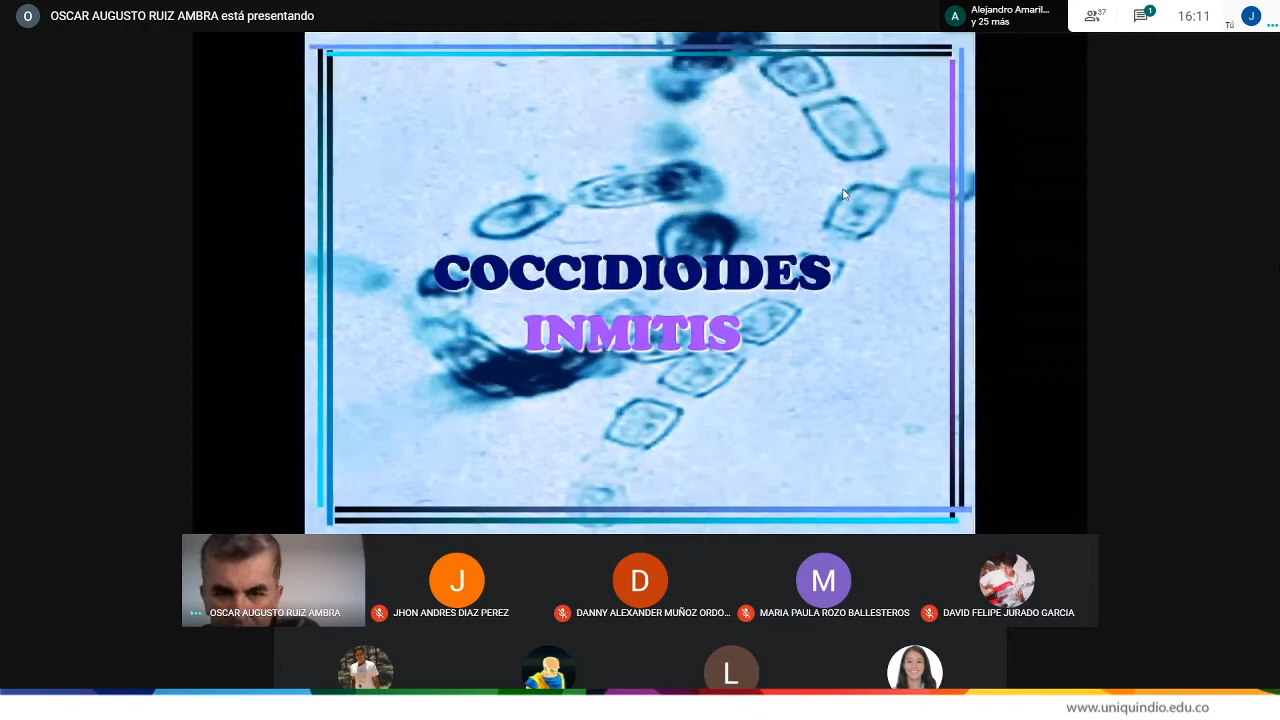 O OSCAR AUGUSTO RUIZ AMBRA está presentando
A Alejandro Amaril...
y 25 más
37
1
16:11
Tú
J
COCCIDIOIDES
INMITIS
J
D
M
OSCAR AUGUSTO RUIZ AMBRA
JHON ANDRES DIAZ PEREZ
DANNY ALEXANDER MUÑOZ ORDO...
MARIA PAULA ROZO BALLESTEROS
DAVID FELIPE JURADO GARCIA
L
www.uniquindio.edu.co